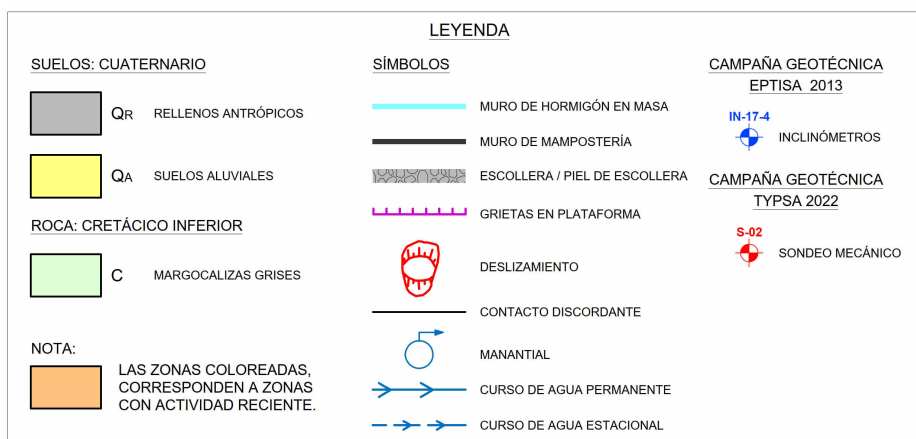 LEYENDA
SUELOS: CUATERNARIO
QR RELLENOS ANTRÓPICOS
QA SUELOS ALUVIALES
ROCA: CRETÁCICO INFERIOR
C MARGOCALIZAS GRISES
NOTA:
LAS ZONAS COLOREADAS,
CORRESPONDEN A ZONAS
CON ACTIVIDAD RECIENTE.
SÍMBOLOS
MURO DE HORMIGÓN EN MASA
MURO DE MAMPOSTERÍA
ESCOLLERA / PIEL DE ESCOLLERA
GRIETAS EN PLATAFORMA
DESLIZAMIENTO
CONTACTO DISCORDANTE
MANANTIAL
CURSO DE AGUA PERMANENTE
CURSO DE AGUA ESTACIONAL
CAMPAÑA GEOTÉCNICA
EPTISA 2013
IN-17-4
INCLINÓMETROS
CAMPAÑA GEOTÉCNICA
TYPSA 2022
S-02
SONDEO MECÁNICO